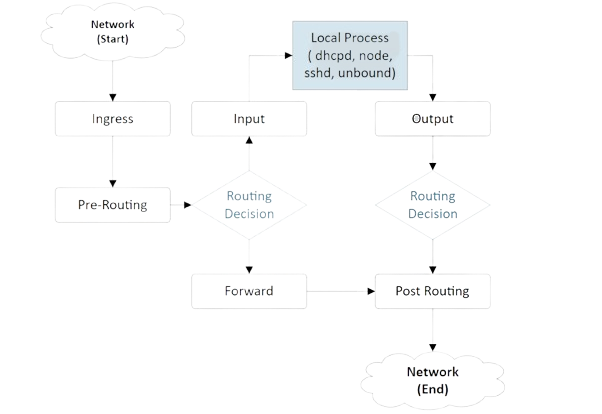 Network
(Start)
Local Process
( dhcpd, node,
sshd, unbound)
Ingress
Input
Output
Pre-Routing
Routing
Decision
Routing
Decision
Forward
Post Routing
Network
(End)